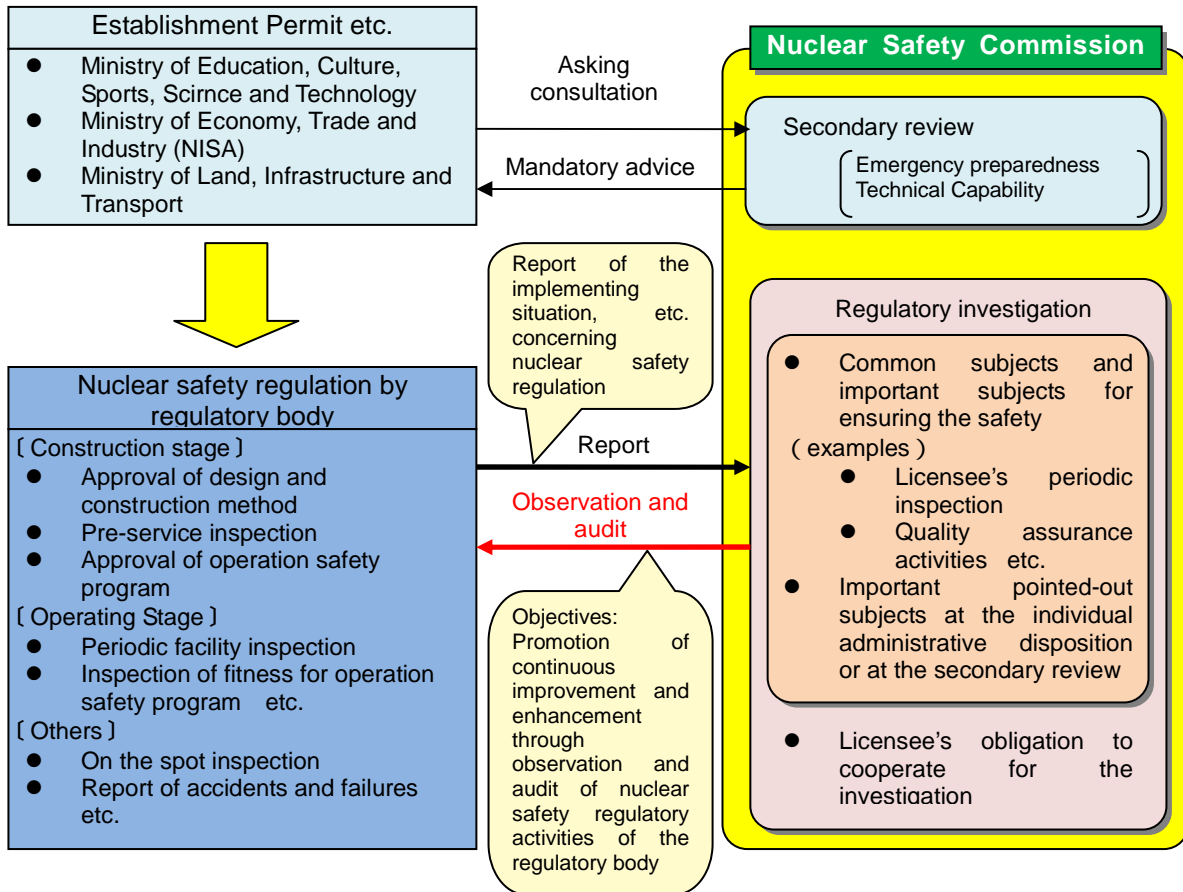 Establishment Permit etc.
● Ministry of Education, Culture,
Sports, Scirnce and Technology
● Ministry of Economy, Trade and
Industry (NISA)
● Ministry of Land, Infrastructure and
Transport
Asking
consultation
Mandatory advice
Nuclear Safety Commission
Secondary review
Emergency preparedness
Technical Capability
Report of the
implementing
situation, etc.
concerning
nuclear safety
regulation
Nuclear safety regulation by
regulatory body
〔Construction stage〕
● Approval of design and
construction method
● Pre-service inspection
● Approval of operation safety
program
〔Operating Stage〕
● Periodic facility inspection
● Inspection of fitness for operation
safety program etc.
〔Others〕
● On the spot inspection
● Report of accidents and failures
etc.
Report
Observation and
audit
Objectives:
Promotion of
continuous
improvement and
enhancement
through
observation and
audit of nuclear
safety regulatory
activities of the
regulatory body
Regulatory investigation
● Common subjects and
important subjects for
ensuring the safety
(examples)
● Licensee’s periodic
inspection
● Quality assurance
activities etc.
● Important pointed-out
subjects at the individual
administrative disposition
or at the secondary review
● Licensee’s obligation to
cooperate for the
investigation